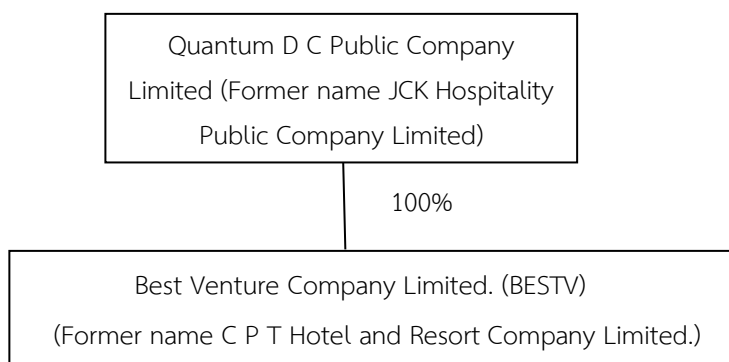 Quantum D C Public Company
Limited (Former name JCK Hospitality
Public Company Limited)
100%
Best Venture Company Limited. (BESTV)
(Former name C P T Hotel and Resort Company Limited.)